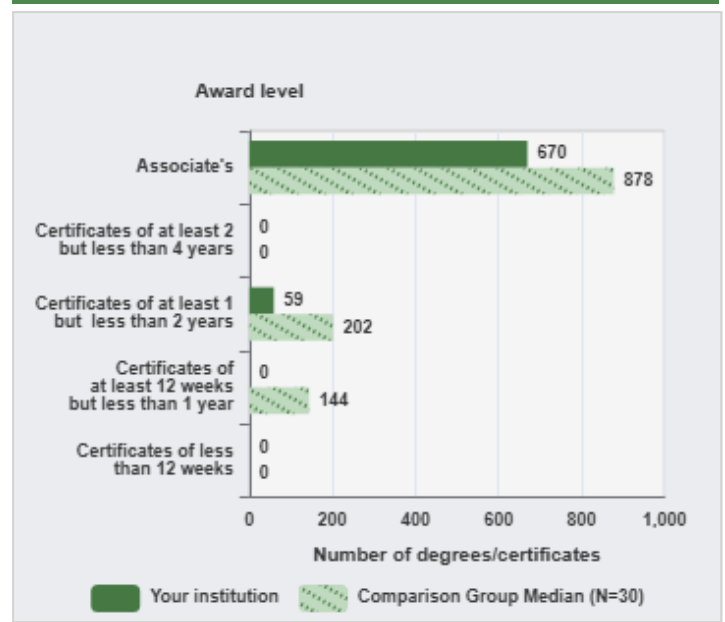 Award level
Associate's
670
878
Certificates of at least 2
but less than 4 years
0
0
Certificates of at least 1
but less than 2 years
59
202
Certificates of
at least 12 weeks
but less than 1 year
0
144
Certificates of less
than 12 weeks
0
0
0 200 400 600 800 1,000
Number of degrees/certificates
Your institution Comparison Group Median (N=30)